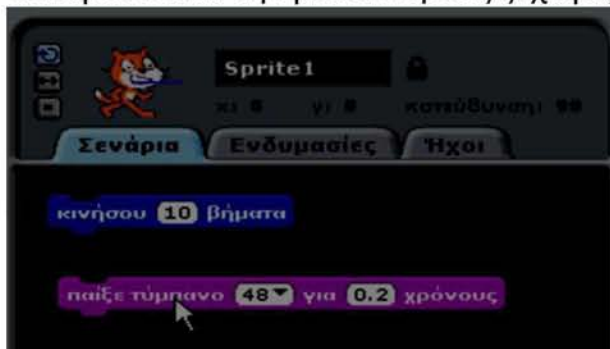 Sprite1
x: 0 y: 0 κατεύθυνση: 90
Σενάρια Ενδυμασίες Ήχοι
κινήσου 10 βήματα
παίξε τύμπανο 48 για 0.2 χρόνους